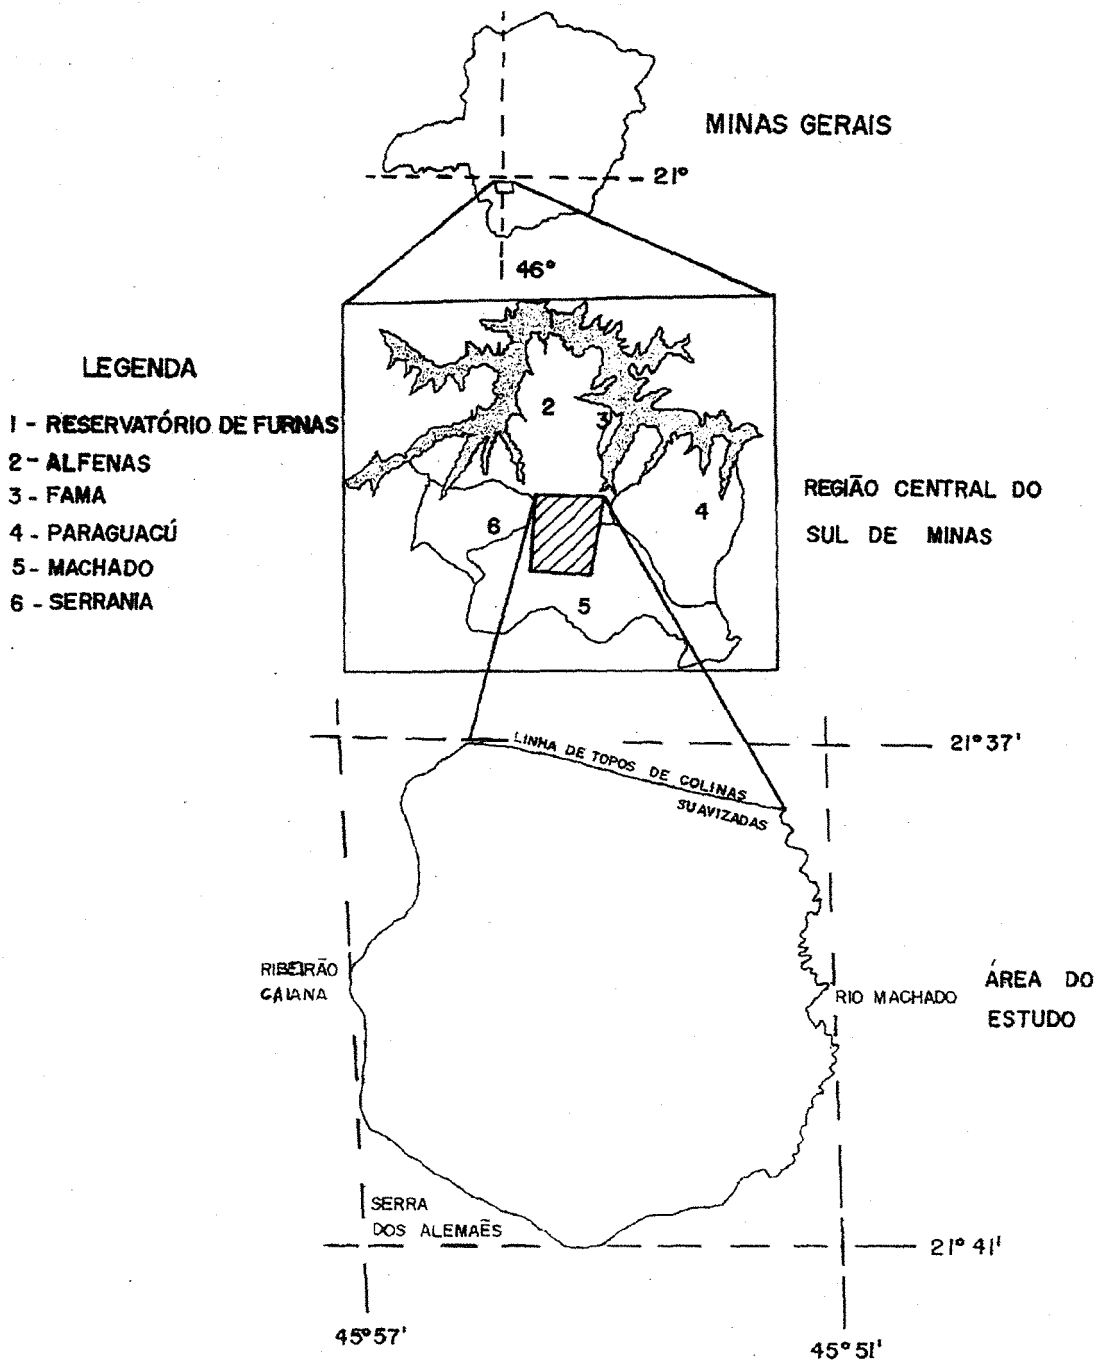 MINAS GERAIS
21°
46°
LEGENDA
1 - RESERVATÓRIO DE FURNAS
2 - ALFENAS
3 - FAMA
4 - PARAGUACÚ
5 - MACHADO
6 - SERRANIA
1
2
3
4
6
5
REGIÃO CENTRAL DO
SUL DE MINAS
21°37'
LINHA DE TOPOS DE COLINAS
SUAVIZADAS
RIBEIRÃO
CAIANA
RIO MACHADO
ÁREA DO
ESTUDO
SERRA
DOS ALEMAẼS
21°41'
45°57'
45°51'